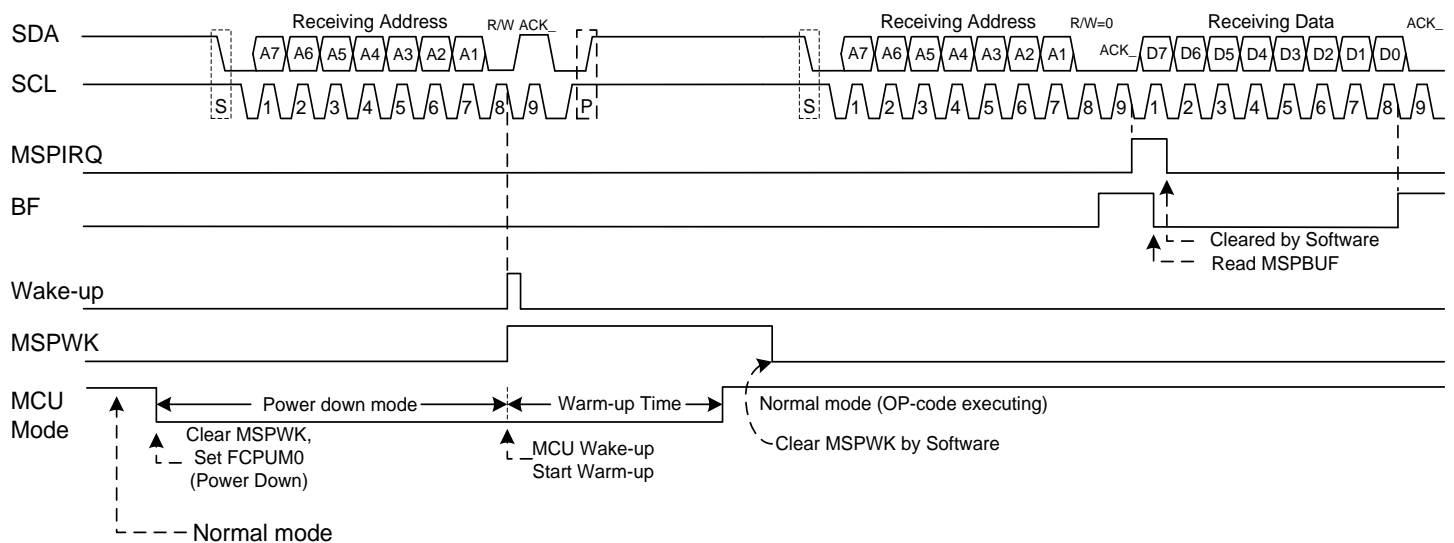 Receiving Address R/W ACK_ Receiving Address R/W=0 Receiving Data ACK_
SDA A7 A6 A5 A4 A3 A2 A1 A7 A6 A5 A4 A3 A2 A1 ACK_ D7 D6 D5 D4 D3 D2 D1 D0
SCL
S 1 2 3 4 5 6 7 8 9 P S 1 2 3 4 5 6 7 8 9 1 2 3 4 5 6 7 8 9
MSPIRQ
BF
Cleared by Software
Read MSPBUF
Wake-up
MSPWK
MCU
Mode
Power down mode
Warm-up Time
Normal mode (OP-code executing)
Clear MSPWK,
Set FCPUM0
(Power Down)
MCU Wake-up
Start Warm-up
Clear MSPWK by Software
Normal mode